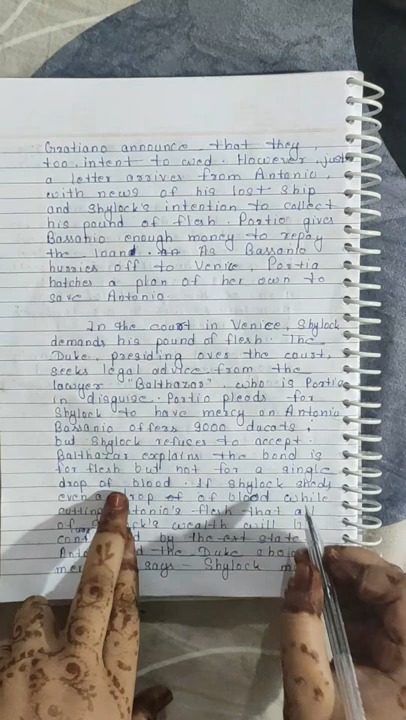 Gratiano announce that they,
too, intent to wed. However, just
a letter arrives from Antonio,
with news of his lost ship
and Shylock's intention to collect
his pound of flesh. Portio gives
Bassanio enough money to repay
the loan. As Bassanio
hurries off to Venice, Portia
hatches a plan of her own to
save Antonio.
In the court in Venice, Shylock
demands his pound of flesh. The
Duke, presiding over the court,
seeks legal advice from the
lawyer "Balthazar", who is Portia
in disguise. Portio pleads for
Shylock to have mercy on Antonio
Bassanio offers 9000 ducats,
but Shylock refuses to accept.
Balthazar explains the bond is
for flesh but not for a single
drop of blood. If Shylock sheds
even a drop of of blood while
cutting Antonio's flesh that all
of wealth will
by the state
the Duke
says - Shylock